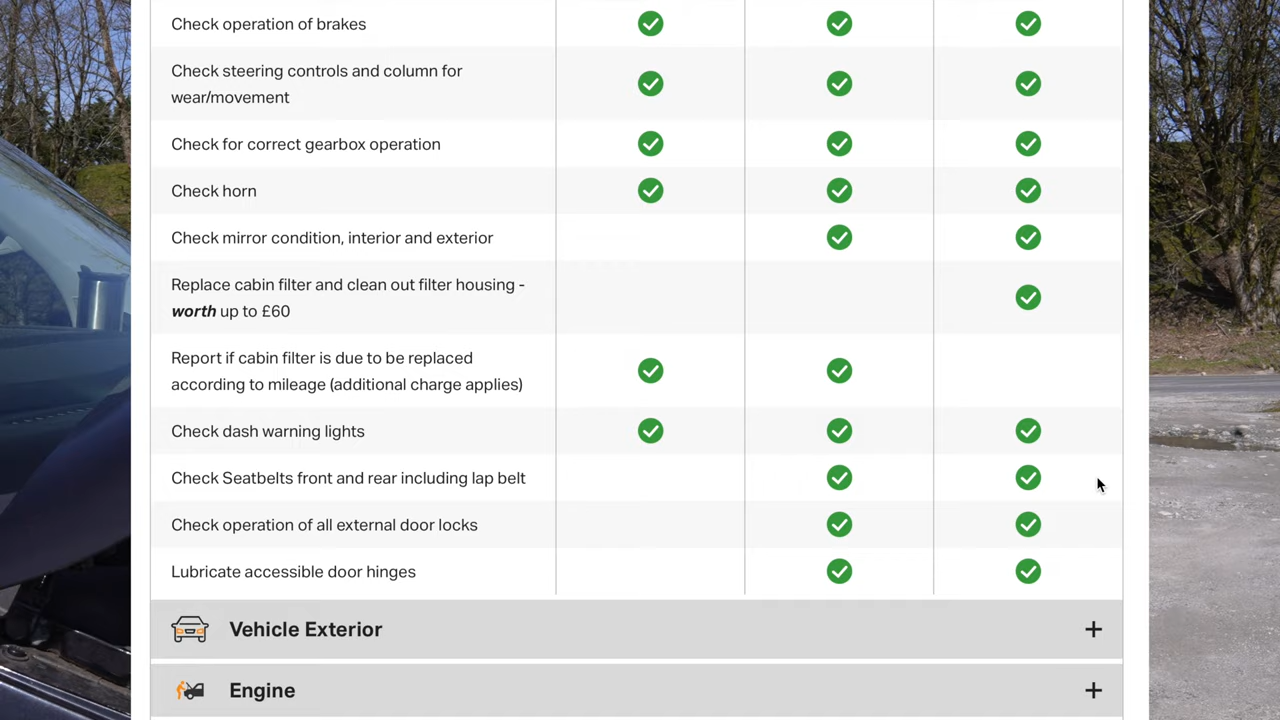 Check operation of brakes
Check steering controls and column for
wear/movement
Check for correct gearbox operation
Check horn
Check mirror condition, interior and exterior
Replace cabin filter and clean out filter housing -
worth up to £60
Report if cabin filter is due to be replaced
according to mileage (additional charge applies)
Check dash warning lights
Check Seatbelts front and rear including lap belt
Check operation of all external door locks
Lubricate accessible door hinges
Vehicle Exterior
Engine